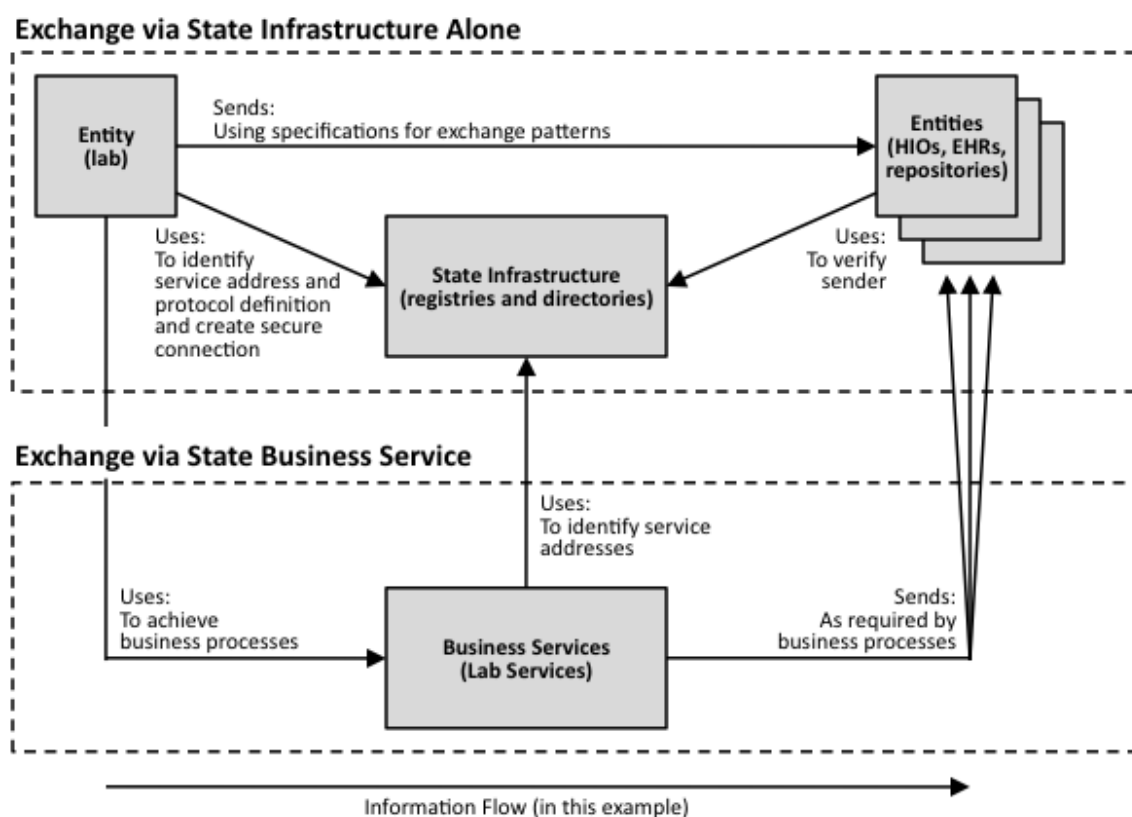 Exchange via State Infrastructure Alone
Entity
(lab)
Sends:
Using specifications for exchange patterns
Entities
(HIOs, EHRs,
repositories)
Uses:
To identify
service address and
protocol definition
and create secure
connection
State Infrastructure
(registries and directories)
Uses:
To verify
sender
Exchange via State Business Service
Uses:
To identify service
addresses
Uses:
To achieve
business processes
Business Services
(Lab Services)
Sends:
As required by
business processes
Information Flow (in this example)